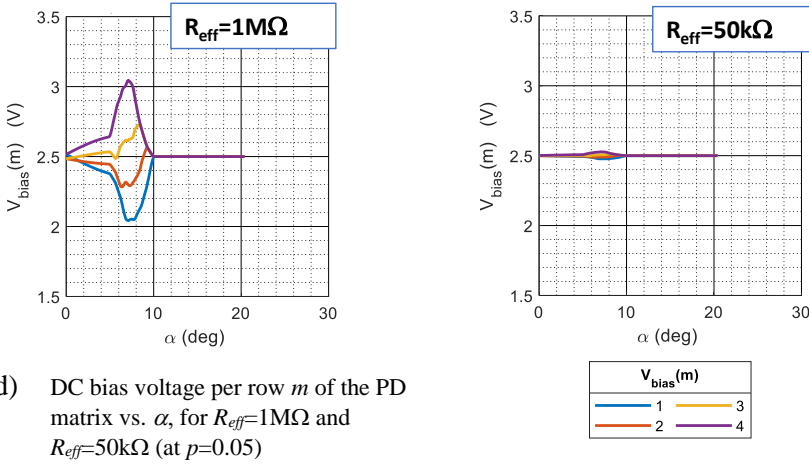 R_eff=1MΩ
3.5
3
2.5
2
1.5
V_bias(m) (V)
0 10 20 30
α (deg)
R_eff=50kΩ
3.5
3
2.5
2
1.5
V_bias(m) (V)
0 10 20 30
α (deg)
V_bias(m)
1 3
2 4
d) DC bias voltage per row m of the PD
matrix vs. α, for Reff=1MΩ and
Reff=50kΩ (at p=0.05)